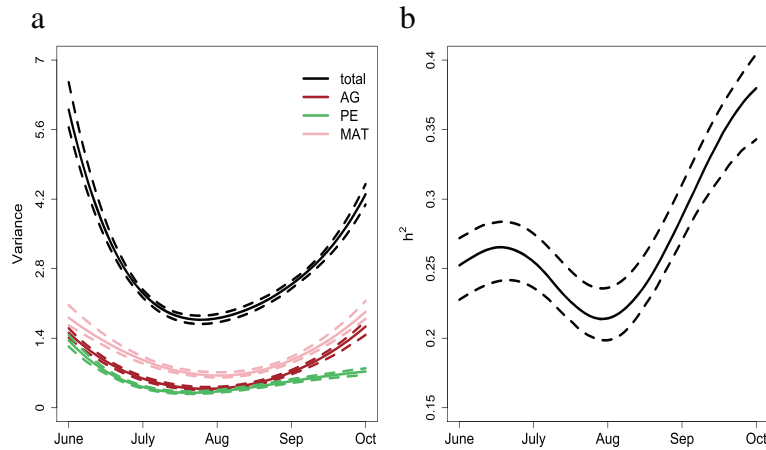 a
7
5.6
4.2
2.8
1.4
0
Variance
total
AG
PE
MAT
June July Aug Sep Oct
b
0.4
0.35
0.3
0.25
0.2
0.15
h²
June July Aug Sep Oct